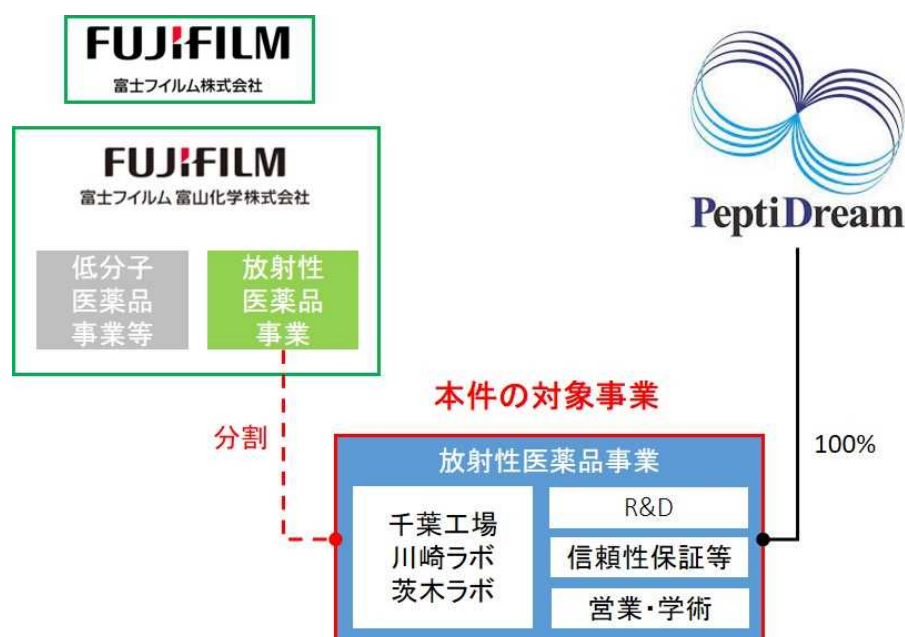 FUJIFILM
富士フイルム株式会社
FUJIFILM
富士フイルム 富山化学株式会社
低分子
医薬品
事業等
放射性
医薬品
事業
PeptiDream
分割
本件の対象事業
100%
放射性医薬品事業
千葉工場
川崎ラボ
茨木ラボ
R&D
信頼性保証等
営業・学術